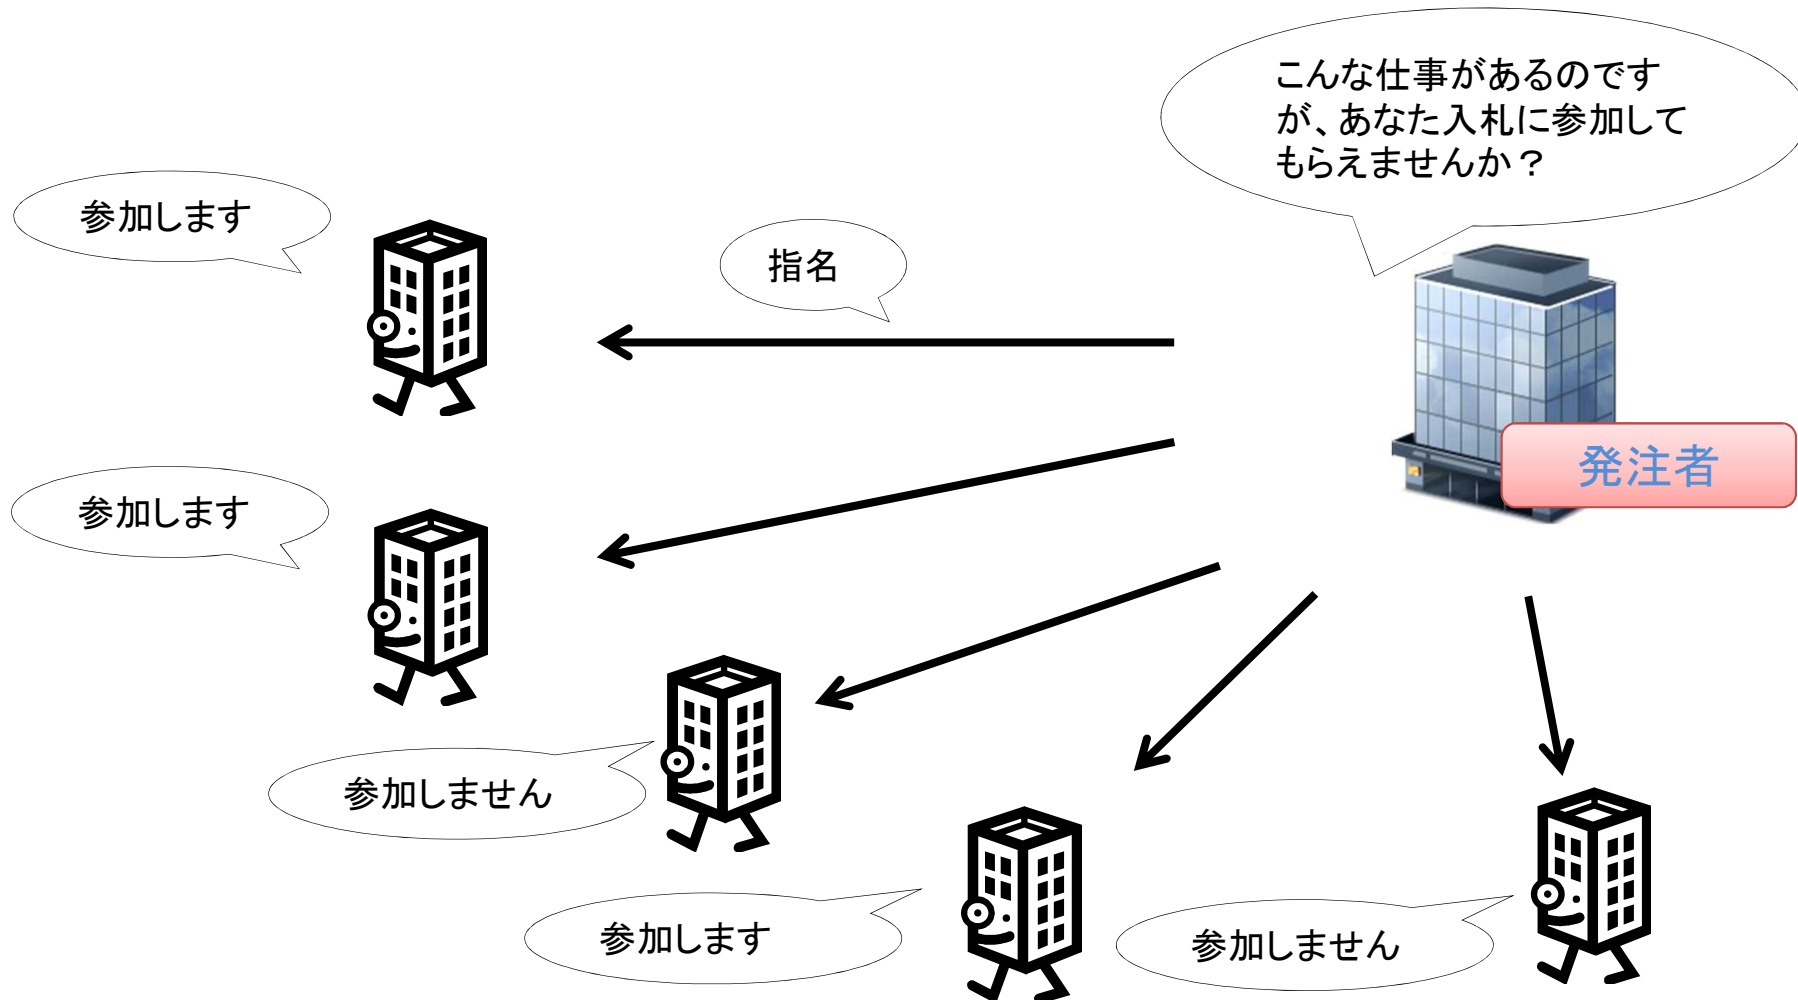 こんな仕事があるのです
が、あなた入札に参加して
もらえませんか？
参加します
指名
発注者
参加します
参加しません
参加します
参加しません